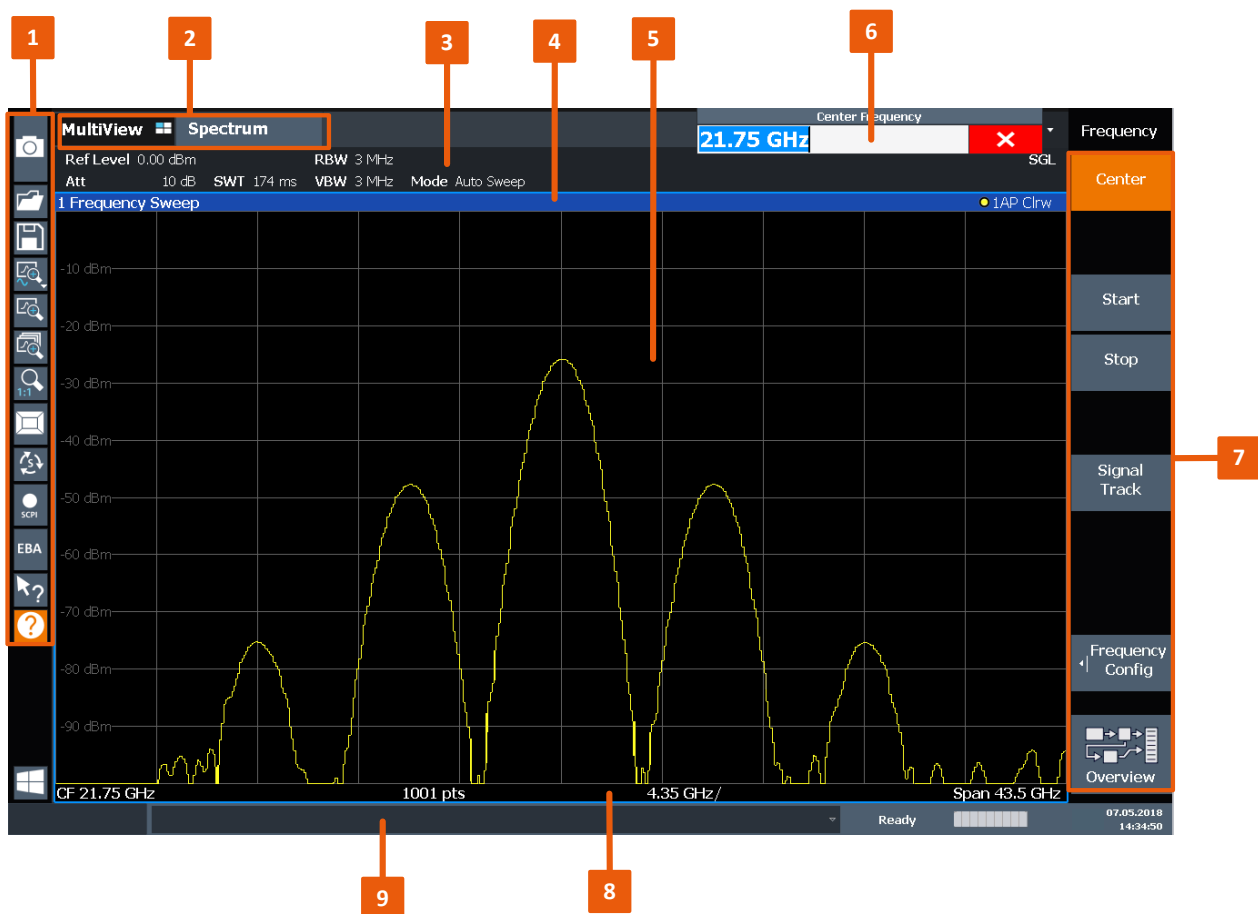 1
2
3
4
5
6
MultiView Spectrum
Center Frequency
21.75 GHz
Frequency
Ref Level 0.00 dBm RBW 3 MHz
SGL
Att 10 dB SWT 174 ms VBW 3 MHz Mode Auto Sweep
1 Frequency Sweep
1AP Clrw
-10 dBm
-20 dBm
-30 dBm
-40 dBm
-50 dBm
-60 dBm
-70 dBm
-80 dBm
-90 dBm
1:1
S
SCPI
EBA
?
?
Center
Start
Stop
Signal
Track
7
Frequency
Config
Overview
CF 21.75 GHz 1001 pts 4.35 GHz/ Span 43.5 GHz
Ready
07.05.2018
14:34:50
9
8